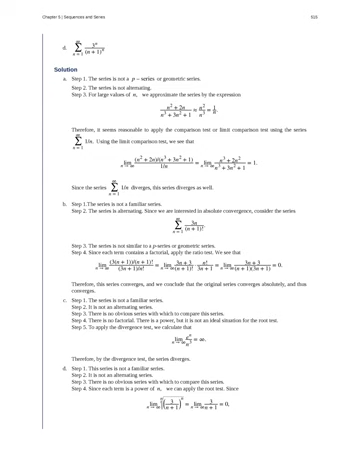 Chapter 5 | Sequences and Series 515
d. ∑_{n=1}^{∞} 3^n/(n + 1)^n
Solution
a. Step 1. The series is not a p – series or geometric series.
Step 2. The series is not alternating.
Step 3. For large values of n, we approximate the series by the expression
(n^2 + 2n)/(n^3 + 3n^2 + 1) ≈ n^2/n^3 = 1/n.
Therefore, it seems reasonable to apply the comparison test or limit comparison test using the series
∑_{n=1}^{∞} 1/n. Using the limit comparison test, we see that
lim_{n→∞} (n^2 + 2n)/(n^3 + 3n^2 + 1)/(1/n) = lim_{n→∞} (n^3 + 2n^2)/(n^3 + 3n^2 + 1) = 1.
Since the series ∑_{n=1}^{∞} 1/n diverges, this series diverges as well.
b. Step 1.The series is not a familiar series.
Step 2. The series is alternating. Since we are interested in absolute convergence, consider the series
∑_{n=1}^{∞} 3n/(n + 1)!.
Step 3. The series is not similar to a p-series or geometric series.
Step 4. Since each term contains a factorial, apply the ratio test. We see that
lim_{n→∞} (3(n + 1))/(n + 1)!/(3n + 1)/n! = lim_{n→∞} (3n + 3)/(n + 1)! · n!/(3n + 1) = lim_{n→∞} (3n + 3)/((n + 1)(3n + 1)) = 0.
Therefore, this series converges, and we conclude that the original series converges absolutely, and thus
converges.
c. Step 1. The series is not a familiar series.
Step 2. It is not an alternating series.
Step 3. There is no obvious series with which to compare this series.
Step 4. There is no factorial. There is a power, but it is not an ideal situation for the root test.
Step 5. To apply the divergence test, we calculate that
lim_{n→∞} e^n/n^3 = ∞.
Therefore, by the divergence test, the series diverges.
d. Step 1. This series is not a familiar series.
Step 2. It is not an alternating series.
Step 3. There is no obvious series with which to compare this series.
Step 4. Since each term is a power of n, we can apply the root test. Since
lim_{n→∞} ⁿ√(3/(n + 1))^n = lim_{n→∞} 3/(n + 1) = 0,